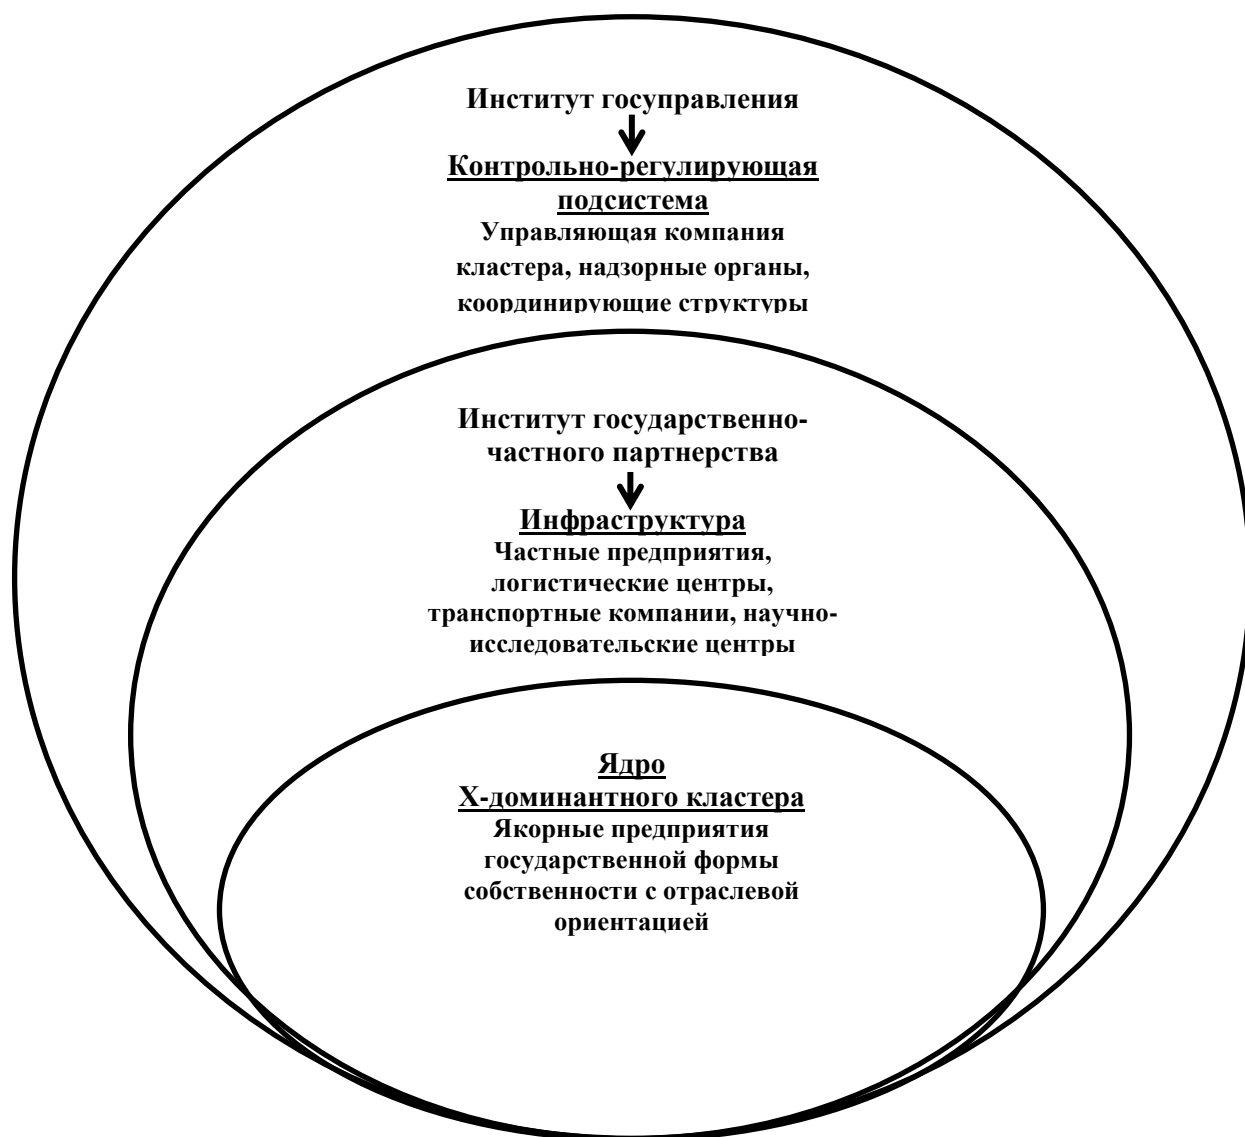 Институт госуправления
Контрольно-регулирующая
подсистема
Управляющая компания
кластера, надзорные органы,
координирующие структуры
Институт государственно-
частного партнерства
Инфраструктура
Частные предприятия,
логистические центры,
транспортные компании, научно-
исследовательские центры
Ядро
Х-доминантного кластера
Якорные предприятия
государственной формы
собственности с отраслевой
ориентацией